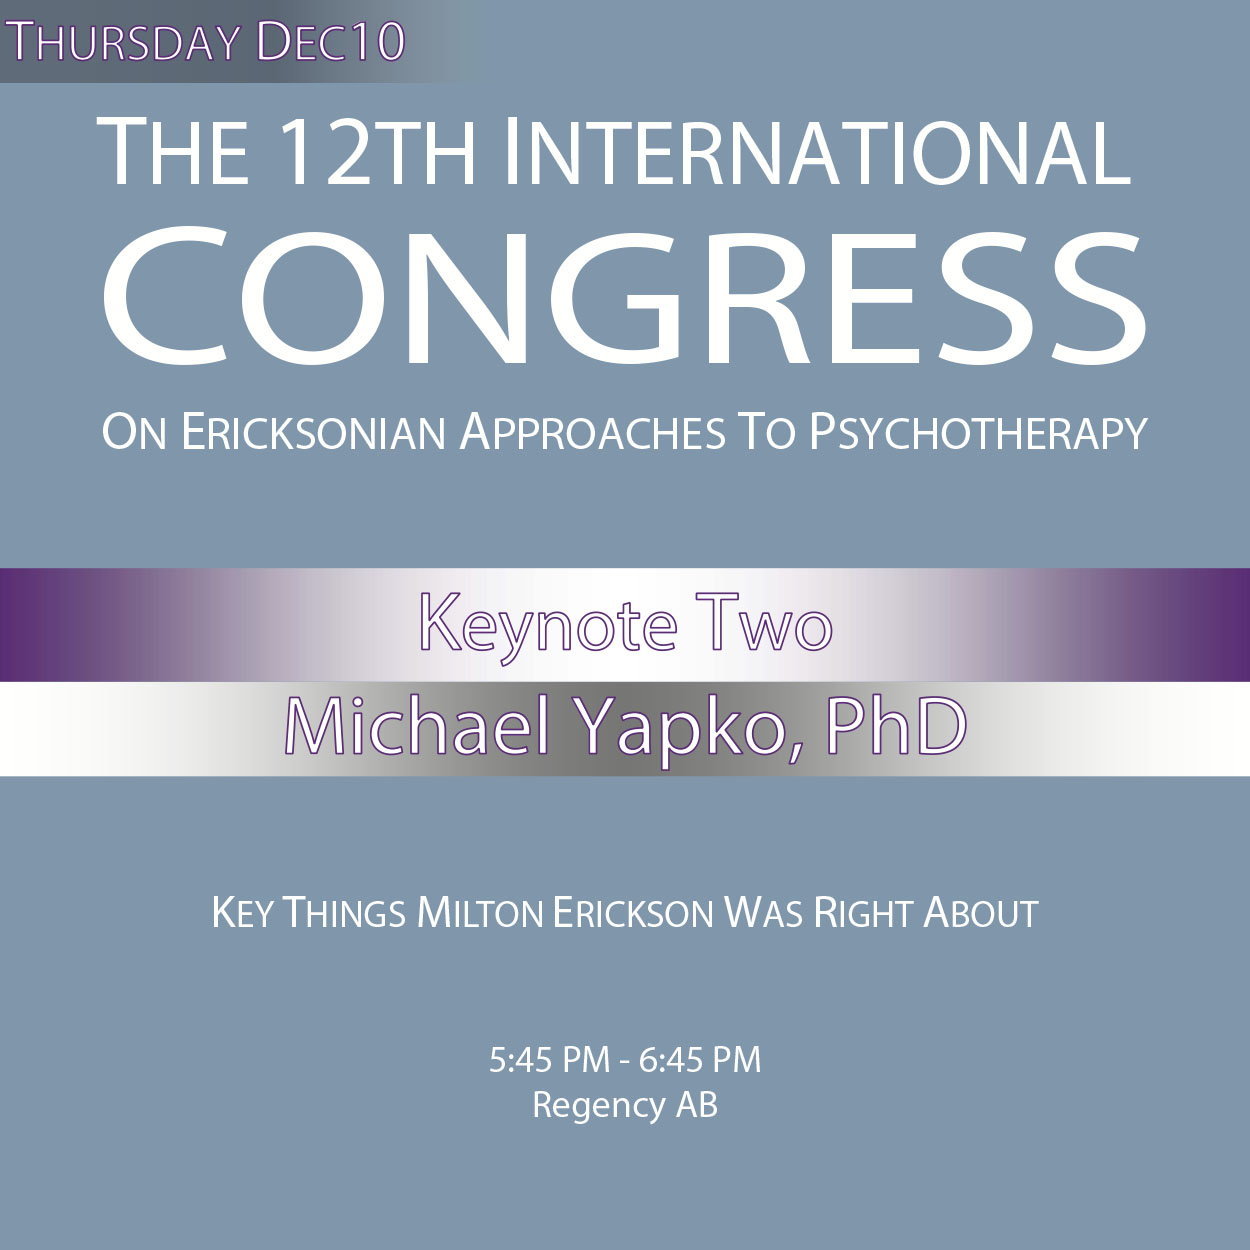 Thursday Dec10
The 12th International
Congress
On Ericksonian Approaches To Psychotherapy
Keynote Two
Michael Yapko, PhD
Key Things Milton Erickson Was Right About
5:45 PM - 6:45 PM
Regency AB